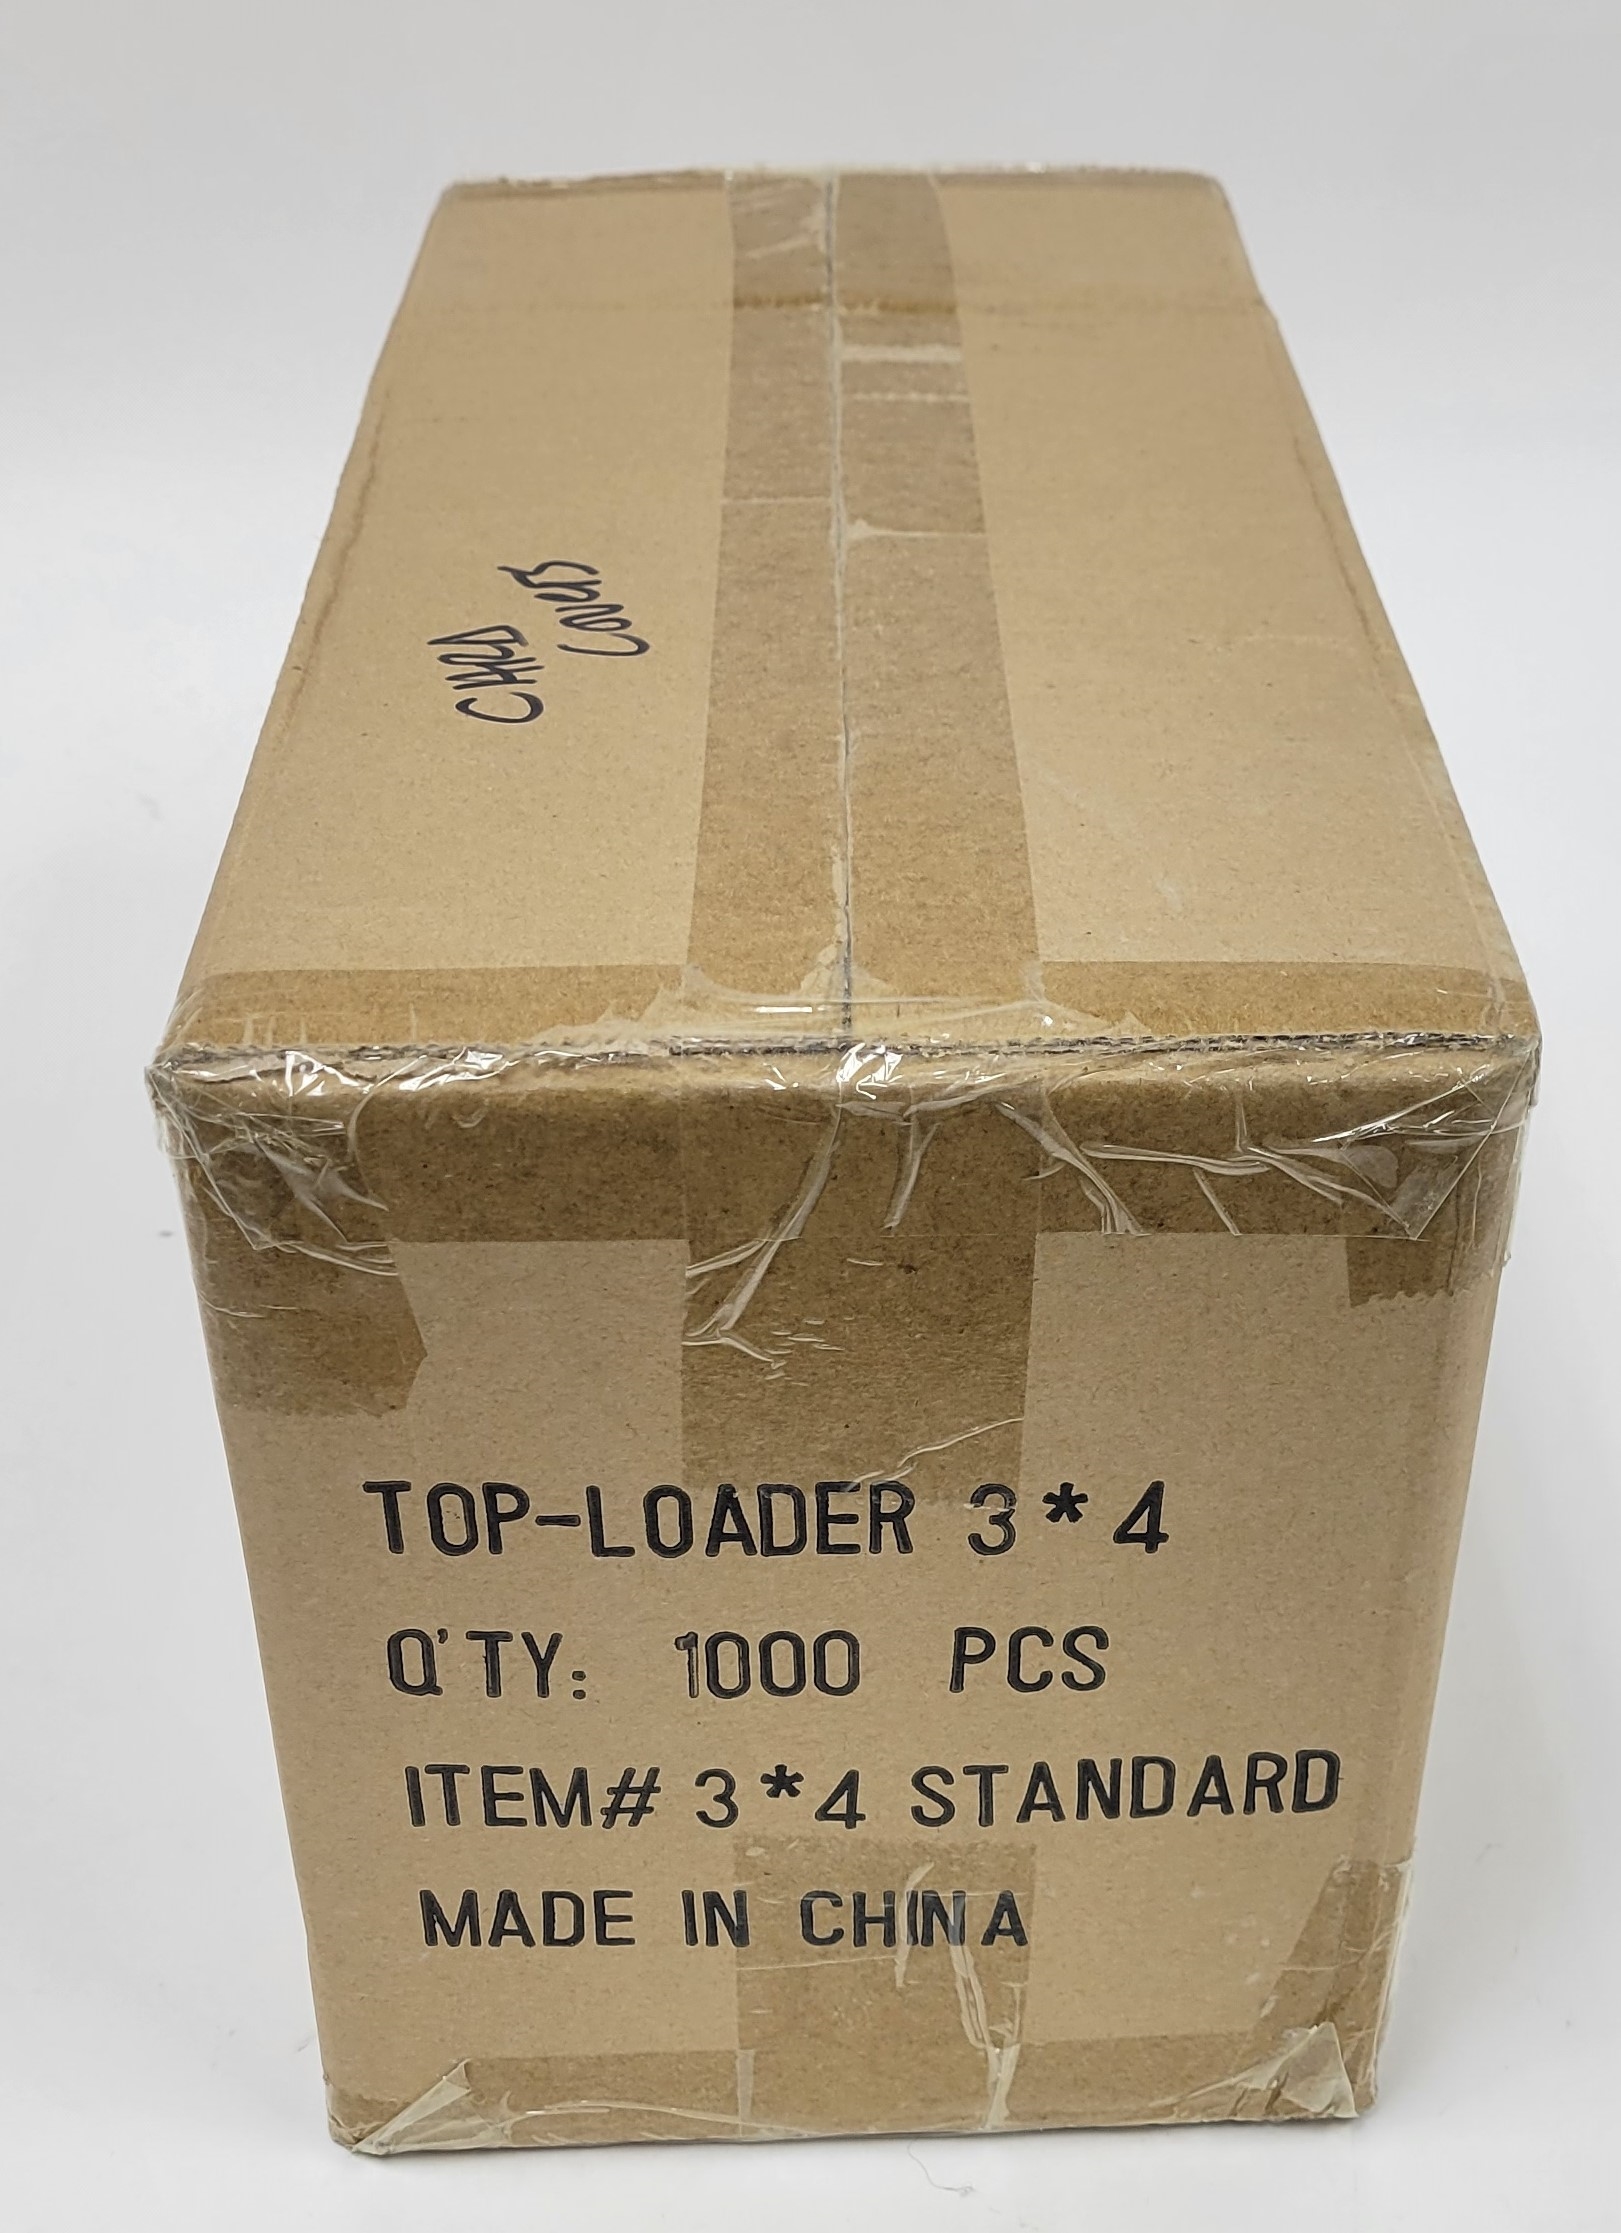 CARD
COVERS
TOP-LOADER 3*4
Q'TY: 1000 PCS
ITEM# 3*4 STANDARD
MADE IN CHINA